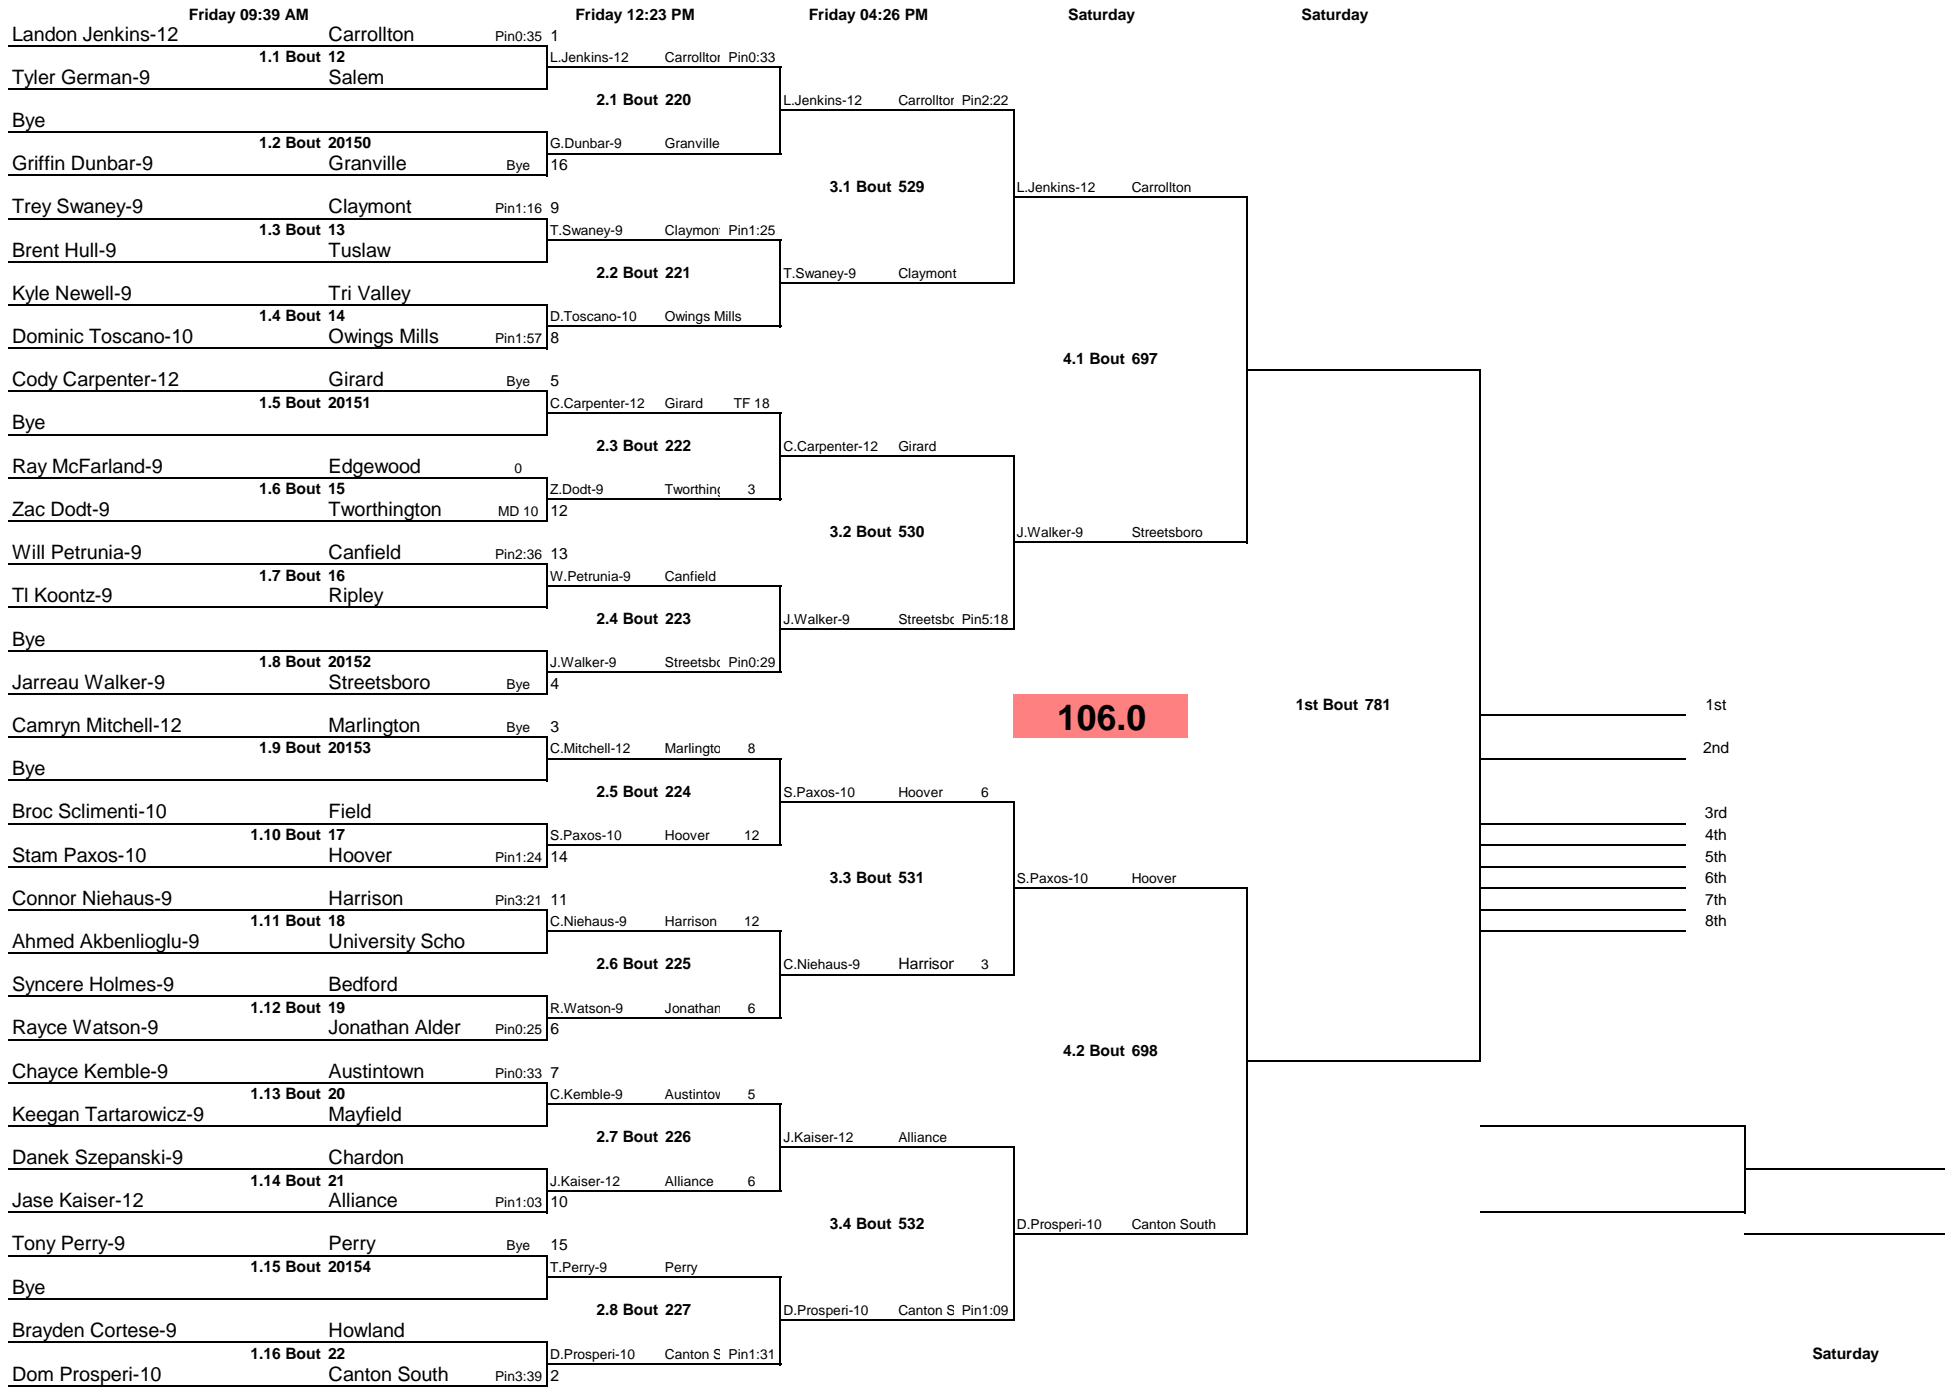 Friday 09:39 AM Friday 12:23 PM Friday 04:26 PM Saturday Saturday
Landon Jenkins-12 Carrollton Pin0:35 1
1.1 Bout 12 L.Jenkins-12 Carrolltor Pin0:33
Tyler German-9 Salem
2.1 Bout 220 L.Jenkins-12 Carrolltor Pin2:22
Bye
1.2 Bout 20150 G.Dunbar-9 Granville
Griffin Dunbar-9 Granville Bye 16
3.1 Bout 529 L.Jenkins-12 Carrollton
Trey Swaney-9 Claymont Pin1:16 9
1.3 Bout 13 T.Swaney-9 Claymon Pin1:25
Brent Hull-9 Tuslaw
2.2 Bout 221 T.Swaney-9 Claymont
Kyle Newell-9 Tri Valley
1.4 Bout 14 D.Toscano-10 Owings Mills
Dominic Toscano-10 Owings Mills Pin1:57 8
4.1 Bout 697
Cody Carpenter-12 Girard Bye 5
1.5 Bout 20151 C.Carpenter-12 Girard TF 18
Bye
2.3 Bout 222 C.Carpenter-12 Girard
Ray McFarland-9 Edgewood 0
1.6 Bout 15 Z.Dodt-9 Tworthing 3
Zac Dodt-9 Tworthington MD 10 12
3.2 Bout 530 J.Walker-9 Streetsboro
Will Petrunia-9 Canfield Pin2:36 13
1.7 Bout 16 W.Petrunia-9 Canfield
Tl Koontz-9 Ripley
2.4 Bout 223 J.Walker-9 Streetsbc Pin5:18
Bye
1.8 Bout 20152 J.Walker-9 Streetsbc Pin0:29
Jarreau Walker-9 Streetsboro Bye 4
106.0 1st Bout 781 1st
Camryn Mitchell-12 Marlington Bye 3
1.9 Bout 20153 C.Mitchell-12 Marlingto 8 2nd
Bye
2.5 Bout 224 S.Paxos-10 Hoover 6
Broc Sclimenti-10 Field 3rd
1.10 Bout 17 S.Paxos-10 Hoover 12 4th
Stam Paxos-10 Hoover Pin1:24 14 5th
3.3 Bout 531 S.Paxos-10 Hoover 6th
Connor Niehaus-9 Harrison Pin3:21 11 7th
1.11 Bout 18 C.Niehaus-9 Harrison 12 8th
Ahmed Akbenlioglu-9 University Scho
2.6 Bout 225 C.Niehaus-9 Harrisor 3
Syncere Holmes-9 Bedford
1.12 Bout 19 R.Watson-9 Jonathan 6
Rayce Watson-9 Jonathan Alder Pin0:25 6
4.2 Bout 698
Chayce Kemble-9 Austintown Pin0:33 7
1.13 Bout 20 C.Kemble-9 Austintov 5
Keegan Tartarowicz-9 Mayfield
2.7 Bout 226 J.Kaiser-12 Alliance
Danek Szepanski-9 Chardon
1.14 Bout 21 J.Kaiser-12 Alliance 6
Jase Kaiser-12 Alliance Pin1:03 10
3.4 Bout 532 D.Prosperi-10 Canton South
Tony Perry-9 Perry Bye 15
1.15 Bout 20154 T.Perry-9 Perry
Bye
2.8 Bout 227 D.Prosperi-10 Canton S Pin1:09
Brayden Cortese-9 Howland
1.16 Bout 22 D.Prosperi-10 Canton S Pin1:31 Saturday
Dom Prosperi-10 Canton South Pin3:39 2